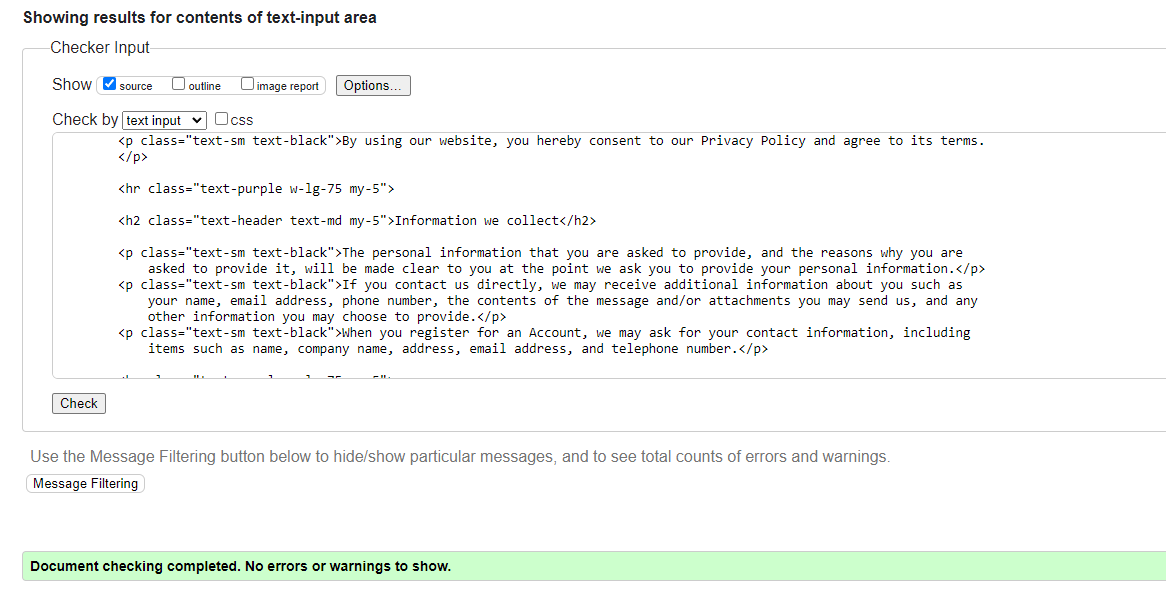 Showing results for contents of text-input area
Checker Input
Show source outline image report Options...
Check by text input css
<p class="text-sm text-black">By using our website, you hereby consent to our Privacy Policy and agree to its terms.
</p>
<hr class="text-purple w-lg-75 my-5">
<h2 class="text-header text-md my-5">Information we collect</h2>
<p class="text-sm text-black">The personal information that you are asked to provide, and the reasons why you are
asked to provide it, will be made clear to you at the point we ask you to provide your personal information.</p>
<p class="text-sm text-black">If you contact us directly, we may receive additional information about you such as
your name, email address, phone number, the contents of the message and/or attachments you may send us, and any
other information you may choose to provide.</p>
<p class="text-sm text-black">When you register for an Account, we may ask for your contact information, including
items such as name, company name, address, email address, and telephone number.</p>
Check
Use the Message Filtering button below to hide/show particular messages, and to see total counts of errors and warnings.
Message Filtering
Document checking completed. No errors or warnings to show.